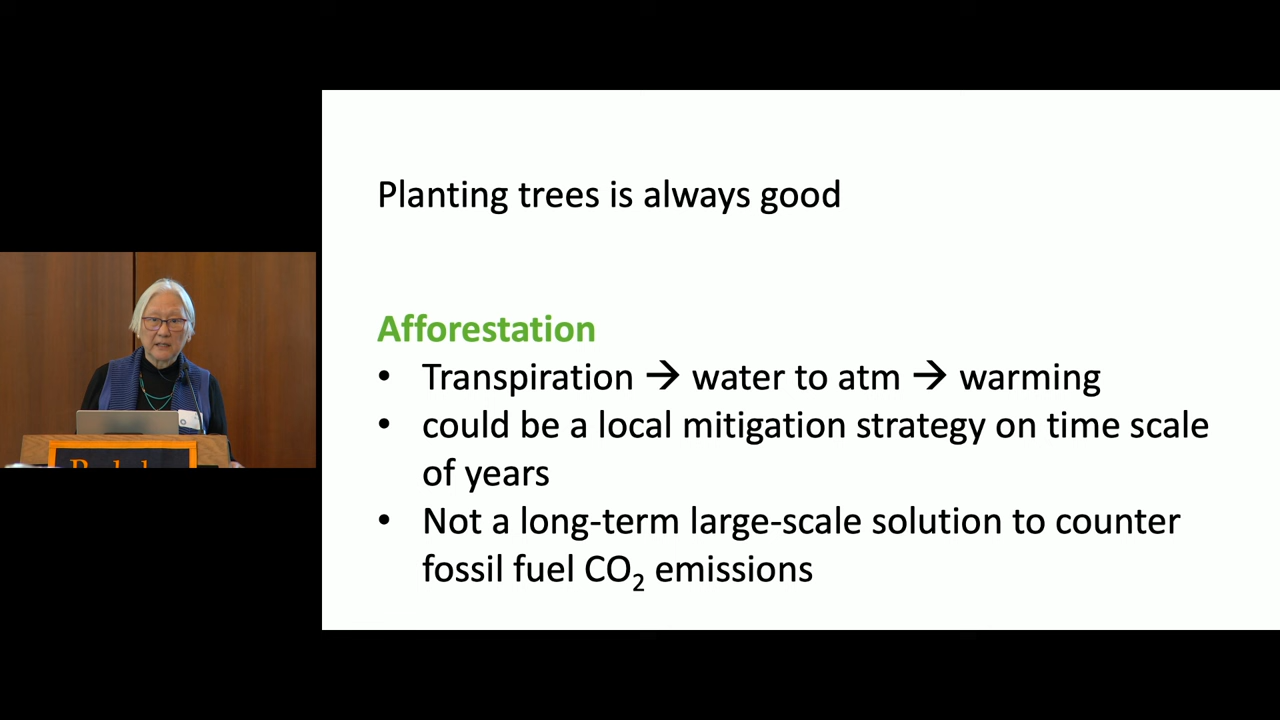 Planting trees is always good
Afforestation
• Transpiration → water to atm → warming
• could be a local mitigation strategy on time scale
of years
• Not a long-term large-scale solution to counter
fossil fuel CO₂ emissions